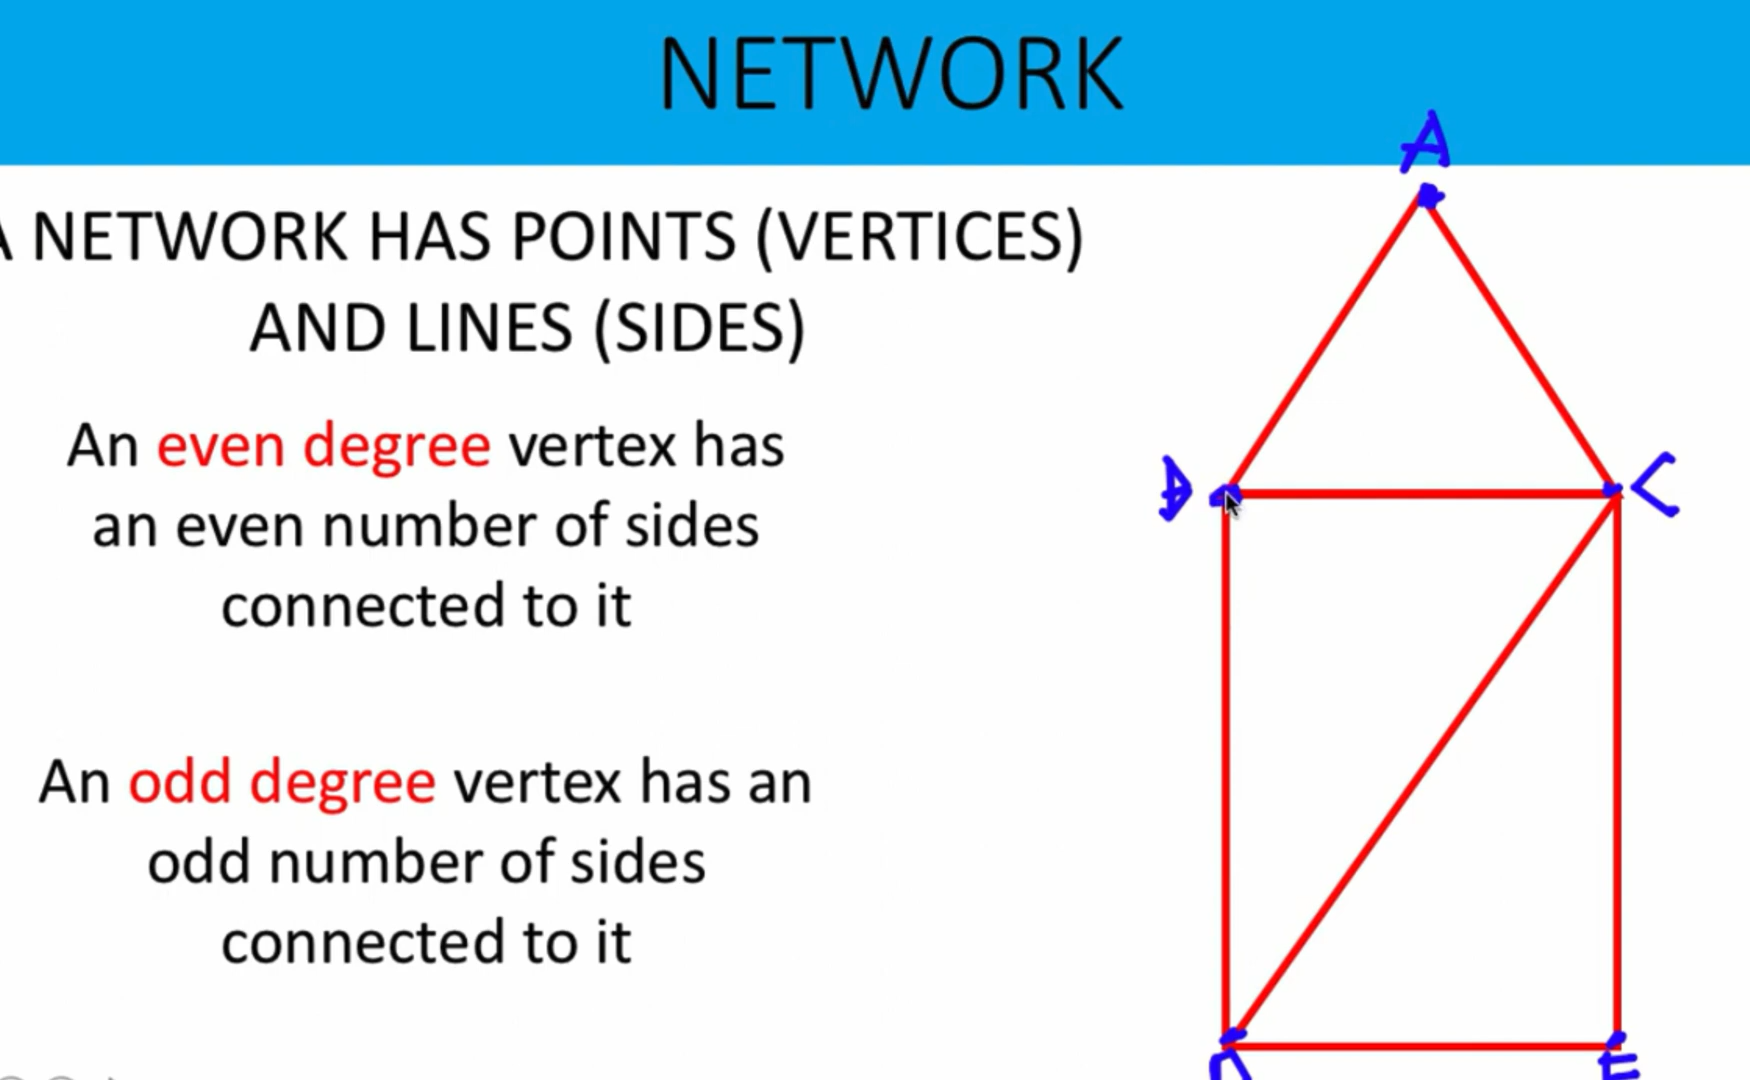 NETWORK
A
A NETWORK HAS POINTS (VERTICES)
AND LINES (SIDES)
An even degree vertex has
an even number of sides
connected to it
B
C
An odd degree vertex has an
odd number of sides
connected to it
E